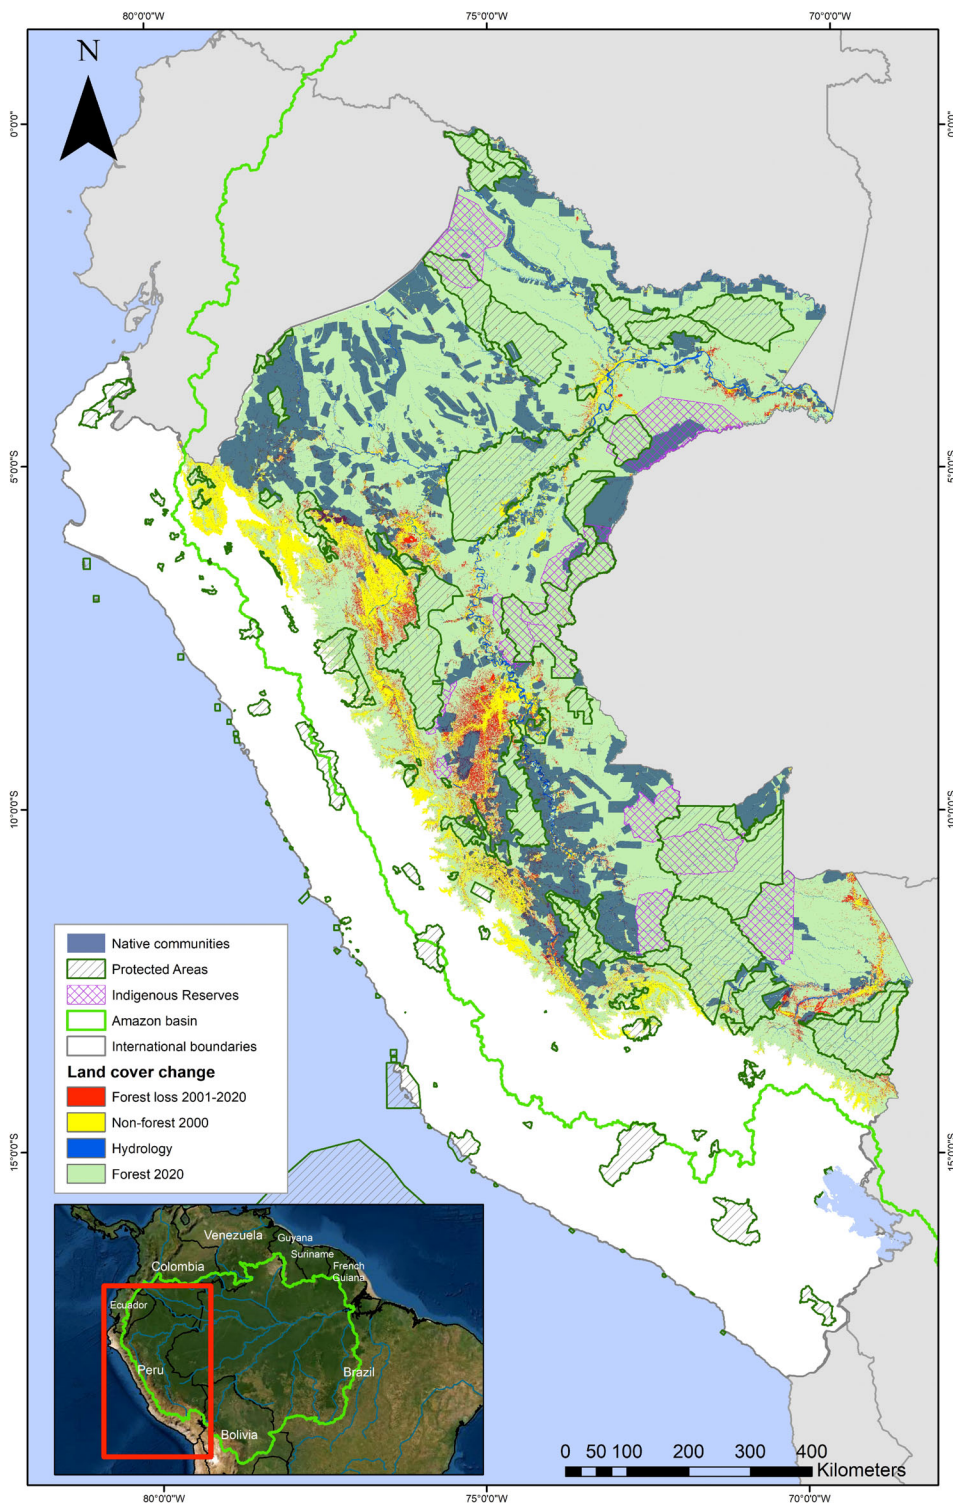 80°0'0"W 75°0'0"W 70°0'0"W
N
0°0'0" 0°0'0"
5°0'0"S 5°0'0"S
10°0'0"S 10°0'0"S
15°0'0"S 15°0'0"S
Native communities
Protected Areas
Indigenous Reserves
Amazon basin
International boundaries
Land cover change
Forest loss 2001-2020
Non-forest 2000
Hydrology
Forest 2020
Venezuela
Guyana
Suriname
French
Guiana
Colombia
Ecuador
Peru
Brazil
Bolivia
0 50 100 200 300 400
Kilometers
80°0'0"W 75°0'0"W 70°0'0"W